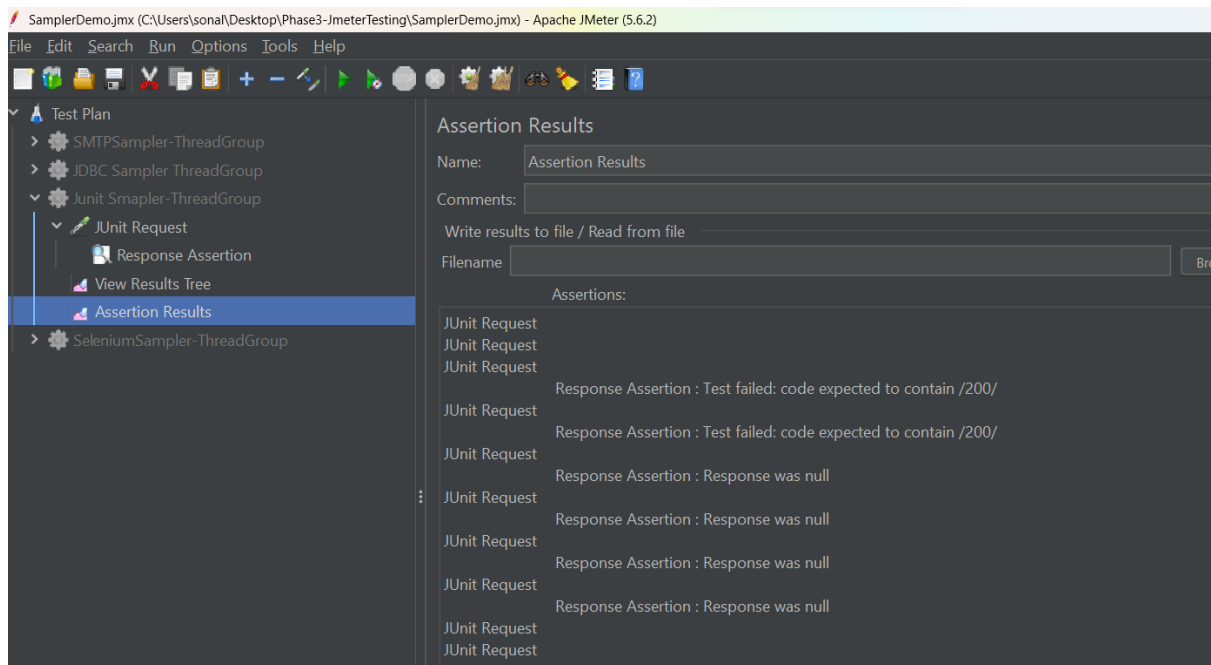 SamplerDemo.jmx (C:\Users\sonal\Desktop\Phase3-JmeterTesting\SamplerDemo.jmx) - Apache JMeter (5.6.2)
File Edit Search Run Options Tools Help
STOP
Test Plan
SMTPSampler-ThreadGroup
JDBC Sampler ThreadGroup
Junit Smapler-ThreadGroup
JUnit Request
Response Assertion
View Results Tree
Assertion Results
SeleniumSampler-ThreadGroup
Assertion Results
Name: Assertion Results
Comments:
Write results to file / Read from file
Filename Bro
Assertions:
JUnit Request
JUnit Request
JUnit Request
Response Assertion : Test failed: code expected to contain /200/
JUnit Request
Response Assertion : Test failed: code expected to contain /200/
JUnit Request
Response Assertion : Response was null
JUnit Request
Response Assertion : Response was null
JUnit Request
Response Assertion : Response was null
JUnit Request
Response Assertion : Response was null
JUnit Request
JUnit Request